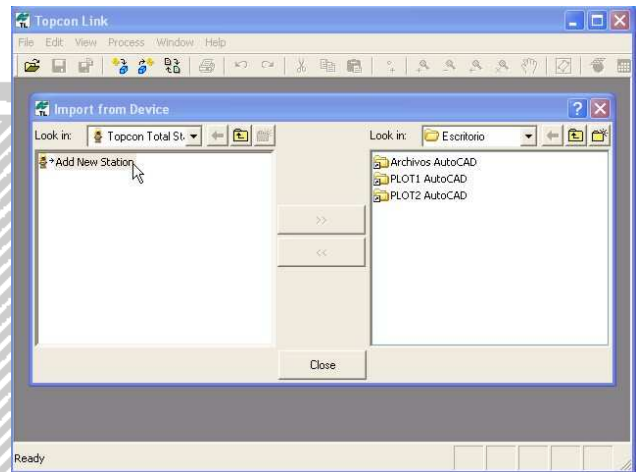 Topcon Link
File Edit View Process Window Help
Import from Device
Look in: Topcon Total St Look in: Escritorio
Add New Station
Archivos AutoCAD
PLOT1 AutoCAD
PLOT2 AutoCAD
>>
<<
Close
Ready